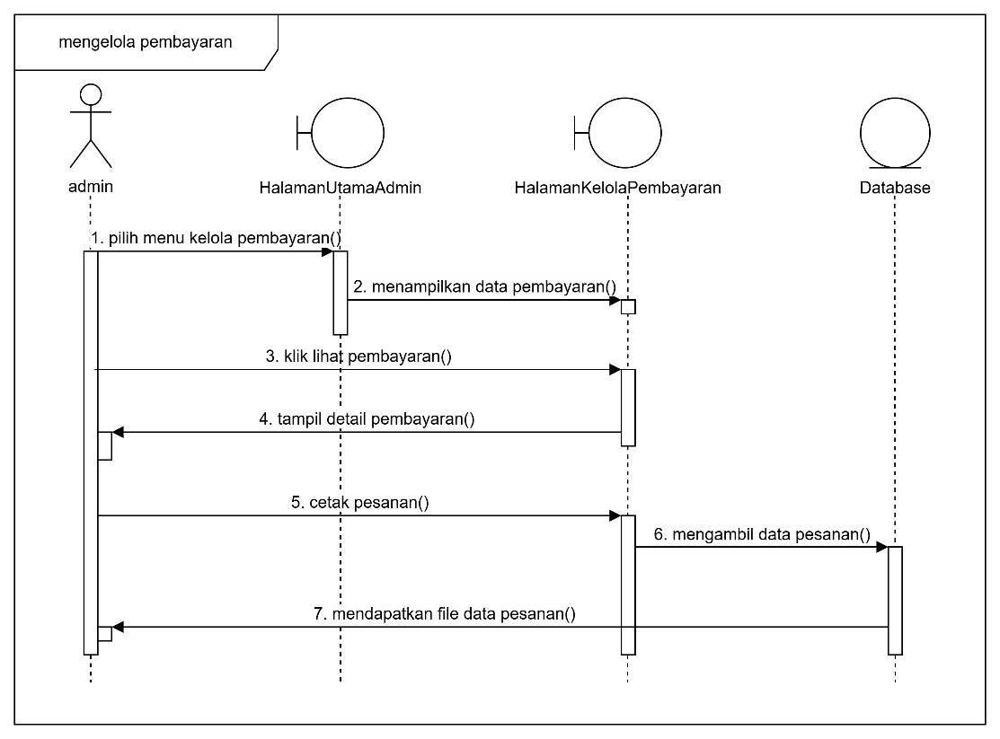 mengelola pembayaran
admin
HalamanUtamaAdmin
HalamanKelolaPembayaran
Database
1. pilih menu kelola pembayaran()
2. menampilkan data pembayaran()
3. klik lihat pembayaran()
4. tampil detail pembayaran()
5. cetak pesanan()
6. mengambil data pesanan()
7. mendapatkan file data pesanan()